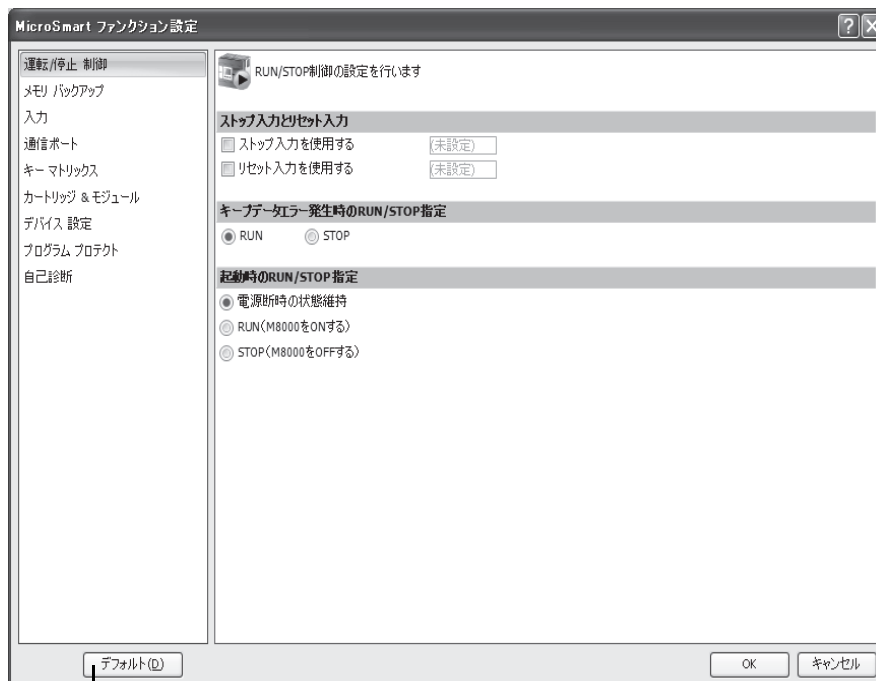 MicroSmart ファンクション設定
運転/停止 制御
メモリ バックアップ
入力
通信ポート
キー マトリックス
カートリッジ & モジュール
デバイス 設定
プログラム プロテクト
自己診断
RUN/STOP制御の設定を行います
ストップ入力とリセット入力
ストップ入力を使用する (未設定)
リセット入力を使用する (未設定)
キープデータエラー発生時のRUN/STOP指定
RUN STOP
起動時のRUN/STOP指定
電源断時の状態維持
RUN(M8000をONする)
STOP(M8000をOFFする)
デフォルト(D) OK キャンセル